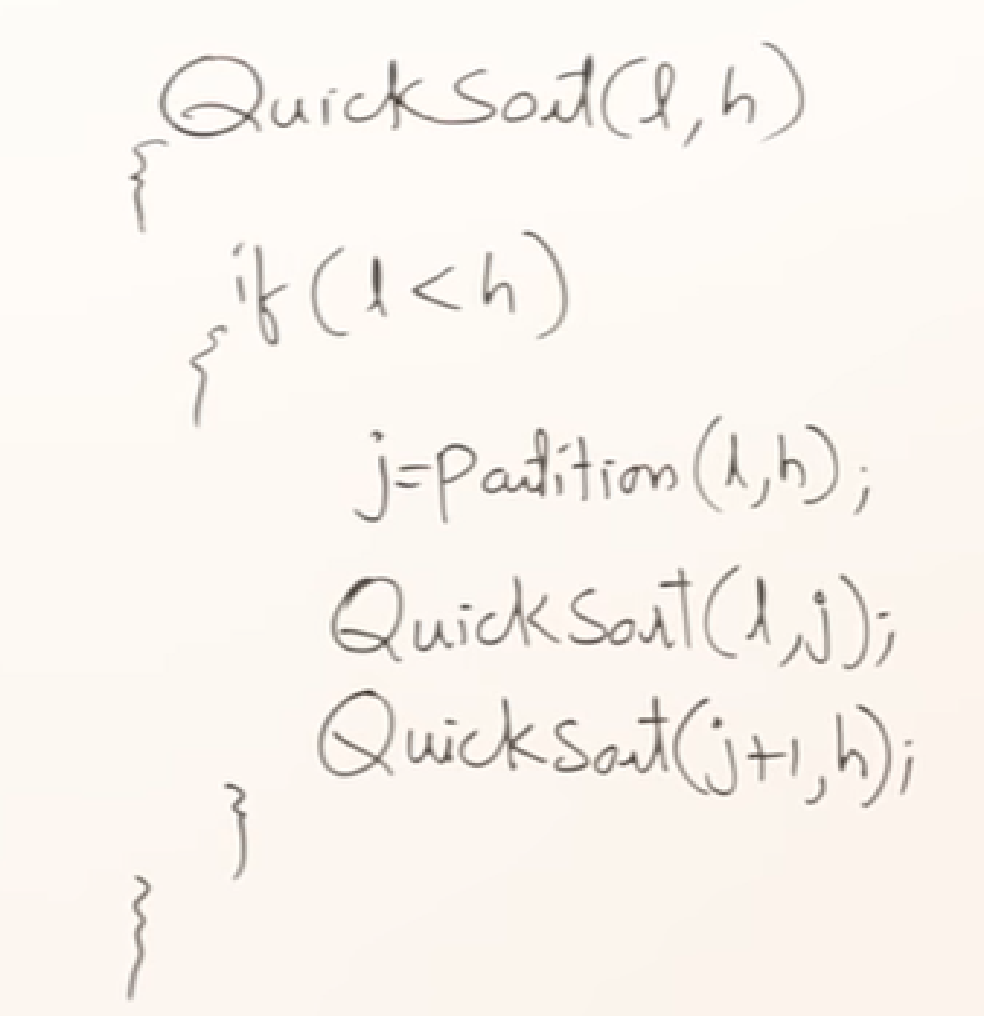 QuickSort(l,h)
{
if(l<h)
{
j=partition(l,h);
QuickSort(l,j);
QuickSort(j+1,h);
}
}